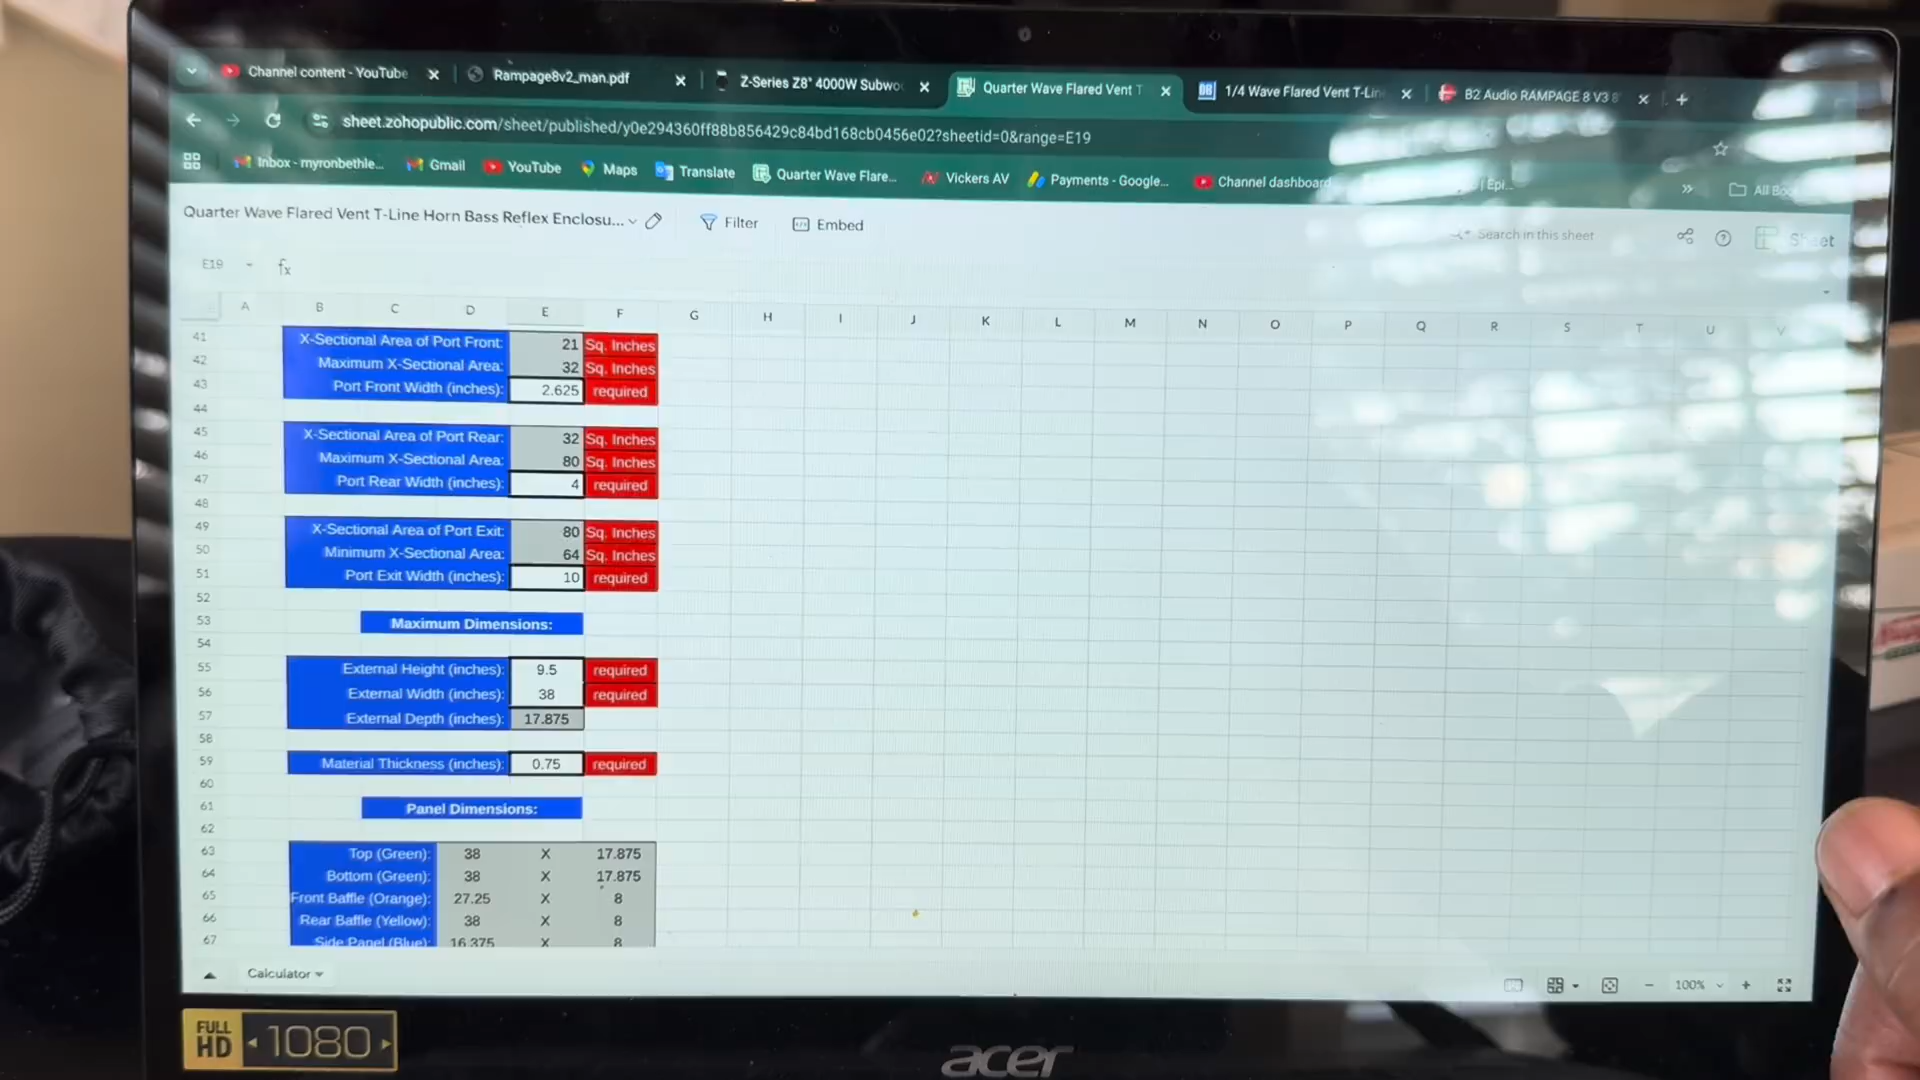 Channel content - YouTube
Rampage8v2_man.pdf
Z-Series Z8" 4000W Subwo
Quarter Wave Flared Vent T
1/4 Wave Flared Vent T-Lin
B2 Audio RAMPAGE 8 V3 8
sheet.zohopublic.com/sheet/published/y0e294360ff88b856429c84bd168cb0456e02?sheetid=0&range=E19
Inbox - myronbethle...
Gmail
YouTube
Maps
Translate
Quarter Wave Flare...
Vickers AV
Payments - Google...
Channel dashboard
| Epi...
»
All Boo
Quarter Wave Flared Vent T-Line Horn Bass Reflex Enclosu...
Filter
Embed
Search in this sheet
Sheet
E19
fx
A B C D E F G H I J K L M N O P Q R S T U V
41 X-Sectional Area of Port Front: 21 Sq. Inches
42 Maximum X-Sectional Area: 32 Sq. Inches
43 Port Front Width (inches): 2.625 required
44
45 X-Sectional Area of Port Rear: 32 Sq. Inches
46 Maximum X-Sectional Area: 80 Sq. Inches
47 Port Rear Width (inches): 4 required
48
49 X-Sectional Area of Port Exit: 80 Sq. Inches
50 Minimum X-Sectional Area: 64 Sq. Inches
51 Port Exit Width (inches): 10 required
52
53 Maximum Dimensions:
54
55 External Height (inches): 9.5 required
56 External Width (inches): 38 required
57 External Depth (inches): 17.875
58
59 Material Thickness (inches): 0.75 required
60
61 Panel Dimensions:
62
63 Top (Green): 38 X 17.875
64 Bottom (Green): 38 X 17.875
65 Front Baffle (Orange): 27.25 X 8
66 Rear Baffle (Yellow): 38 X 8
67 Side Panel (Blue): 16.375 X 8
Calculator
100%
FULL HD 1080
acer